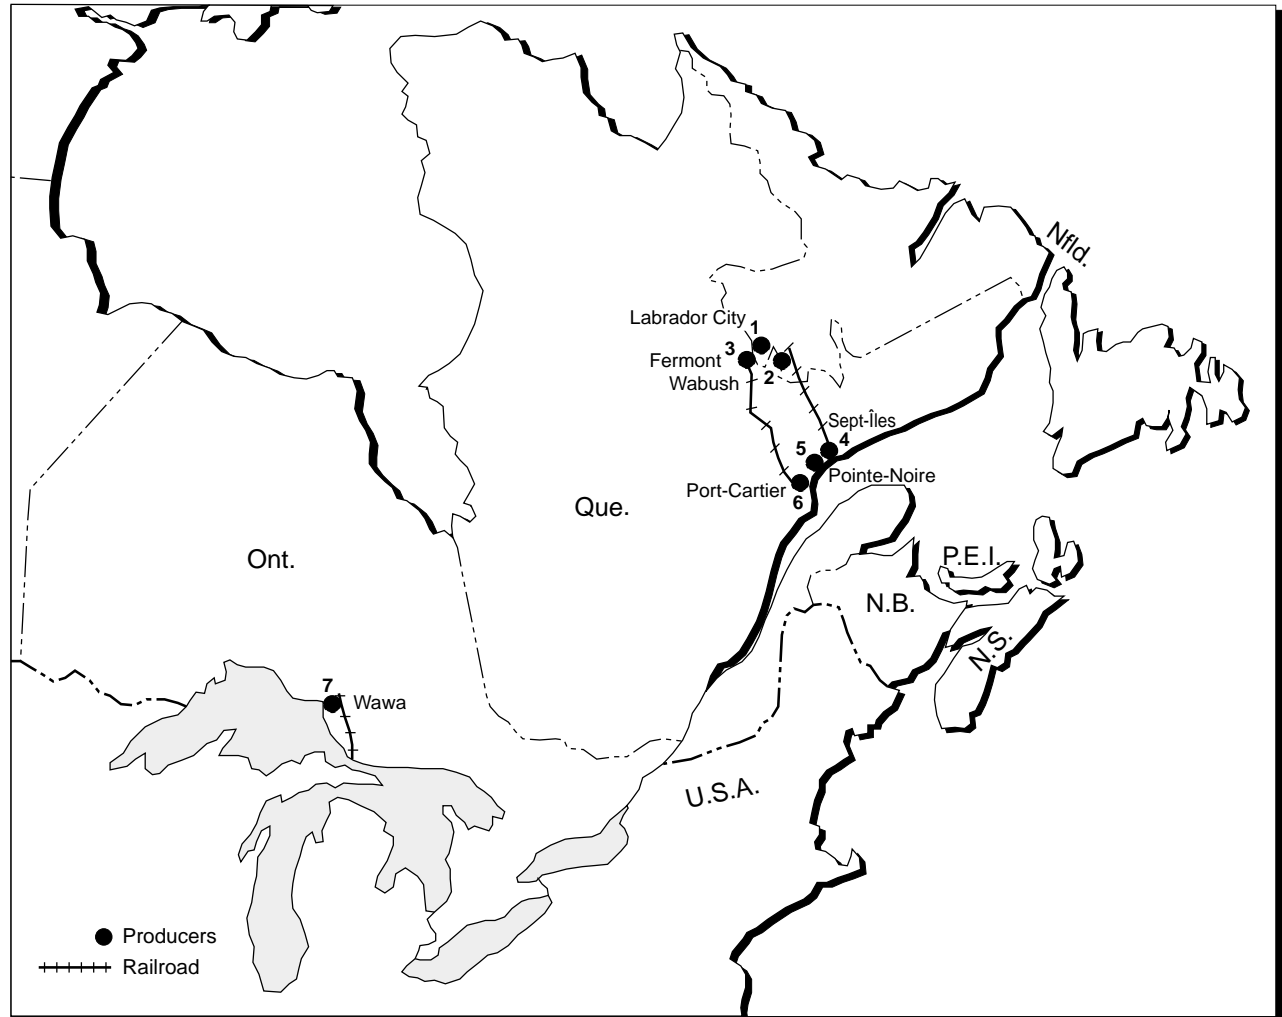 Nfld.
Labrador City
1
3
Fermont
2
Wabush
Sept-Îles
4
5
Pointe-Noire
Port-Cartier
6
Que.
Ont.
P.E.I.
N.B.
N.S.
7
Wawa
U.S.A.
Producers
Railroad